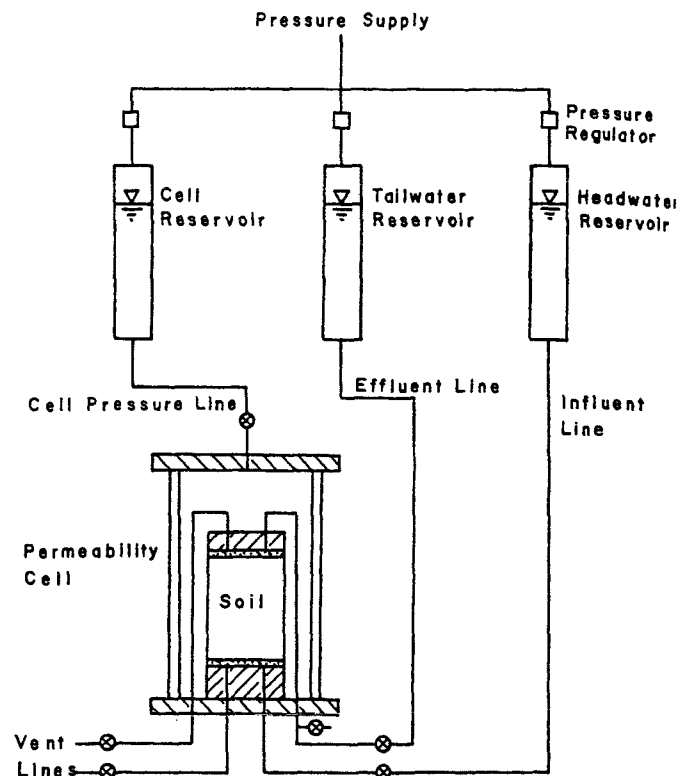 Pressure Supply
Pressure
Regulator
Cell
Reservoir
Tailwater
Reservoir
Headwater
Reservoir
Cell Pressure Line
Effluent Line
Influent
Line
Permeability
Cell
Soil
Vent
Lines